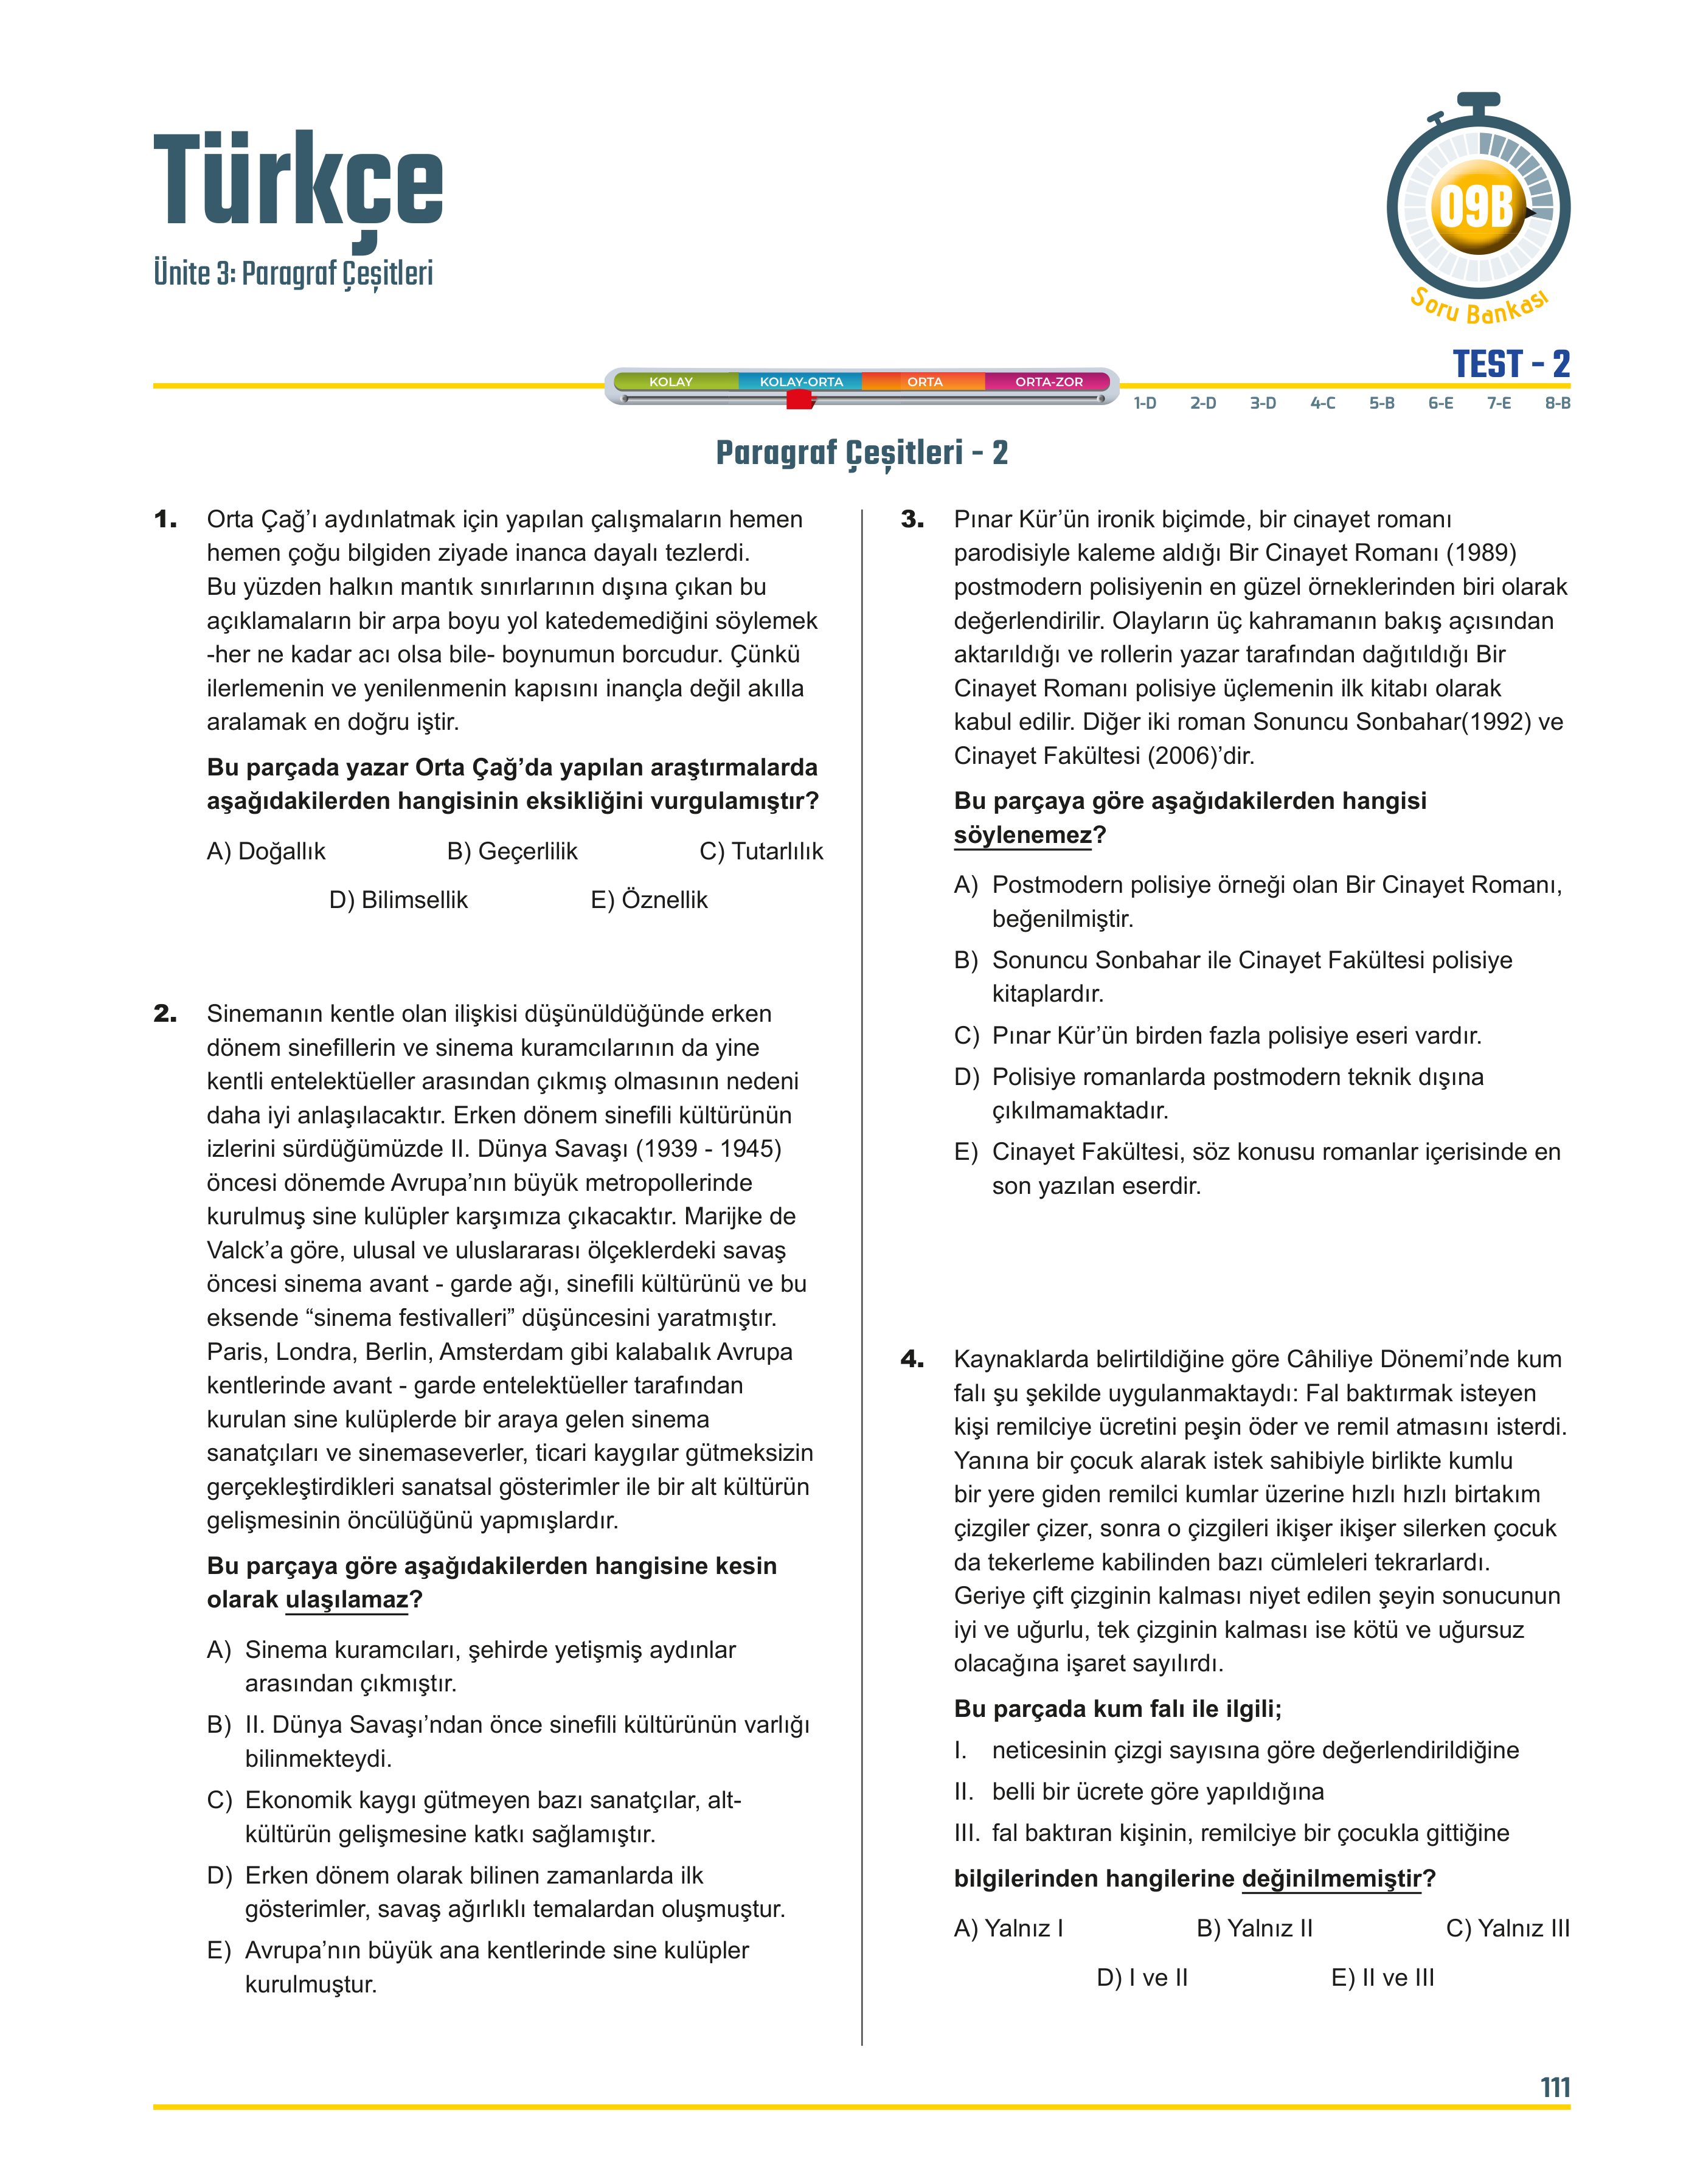 Türkçe
Ünite 3: Paragraf Çeşitleri
09B
Soru Bankası
TEST - 2
KOLAY KOLAY-ORTA ORTA ORTA-ZOR
1-D 2-D 3-D 4-C 5-B 6-E 7-E 8-B
Paragraf Çeşitleri - 2
1. Orta Çağ’ı aydınlatmak için yapılan çalışmaların hemen
hemen çoğu bilgiden ziyade inanca dayalı tezlerdi.
Bu yüzden halkın mantık sınırlarının dışına çıkan bu
açıklamaların bir arpa boyu yol katedemediğini söylemek
-her ne kadar acı olsa bile- boynumun borcudur. Çünkü
ilerlemenin ve yenilenmenin kapısını inançla değil akılla
aralamak en doğru iştir.
Bu parçada yazar Orta Çağ’da yapılan araştırmalarda
aşağıdakilerden hangisinin eksikliğini vurgulamıştır?
A) Doğallık B) Geçerlilik C) Tutarlılık
D) Bilimsellik E) Öznellik
2. Sinemanın kentle olan ilişkisi düşünüldüğünde erken
dönem sinefillerin ve sinema kuramcılarının da yine
kentli entelektüeller arasından çıkmış olmasının nedeni
daha iyi anlaşılacaktır. Erken dönem sinefili kültürünün
izlerini sürdüğümüzde II. Dünya Savaşı (1939 - 1945)
öncesi dönemde Avrupa’nın büyük metropollerinde
kurulmuş sine kulüpler karşımıza çıkacaktır. Marijke de
Valck’a göre, ulusal ve uluslararası ölçeklerdeki savaş
öncesi sinema avant - garde ağı, sinefili kültürünü ve bu
eksende “sinema festivalleri” düşüncesini yaratmıştır.
Paris, Londra, Berlin, Amsterdam gibi kalabalık Avrupa
kentlerinde avant - garde entelektüeller tarafından
kurulan sine kulüplerde bir araya gelen sinema
sanatçıları ve sinemaseverler, ticari kaygılar gütmeksizin
gerçekleştirdikleri sanatsal gösterimler ile bir alt kültürün
gelişmesinin öncülüğünü yapmışlardır.
Bu parçaya göre aşağıdakilerden hangisine kesin
olarak ulaşılamaz?
A) Sinema kuramcıları, şehirde yetişmiş aydınlar
arasından çıkmıştır.
B) II. Dünya Savaşı’ndan önce sinefili kültürünün varlığı
bilinmekteydi.
C) Ekonomik kaygı gütmeyen bazı sanatçılar, alt-
kültürün gelişmesine katkı sağlamıştır.
D) Erken dönem olarak bilinen zamanlarda ilk
gösterimler, savaş ağırlıklı temalardan oluşmuştur.
E) Avrupa’nın büyük ana kentlerinde sine kulüpler
kurulmuştur.
3. Pınar Kür’ün ironik biçimde, bir cinayet romanı
parodisiyle kaleme aldığı Bir Cinayet Romanı (1989)
postmodern polisiyenin en güzel örneklerinden biri olarak
değerlendirilir. Olayların üç kahramanın bakış açısından
aktarıldığı ve rollerin yazar tarafından dağıtıldığı Bir
Cinayet Romanı polisiye üçlemenin ilk kitabı olarak
kabul edilir. Diğer iki roman Sonuncu Sonbahar(1992) ve
Cinayet Fakültesi (2006)’dir.
Bu parçaya göre aşağıdakilerden hangisi
söylenemez?
A) Postmodern polisiye örneği olan Bir Cinayet Romanı,
beğenilmiştir.
B) Sonuncu Sonbahar ile Cinayet Fakültesi polisiye
kitaplardır.
C) Pınar Kür’ün birden fazla polisiye eseri vardır.
D) Polisiye romanlarda postmodern teknik dışına
çıkılmamaktadır.
E) Cinayet Fakültesi, söz konusu romanlar içerisinde en
son yazılan eserdir.
4. Kaynaklarda belirtildiğine göre Câhiliye Dönemi’nde kum
falı şu şekilde uygulanmaktaydı: Fal baktırmak isteyen
kişi remilciye ücretini peşin öder ve remil atmasını isterdi.
Yanına bir çocuk alarak istek sahibiyle birlikte kumlu
bir yere giden remilci kumlar üzerine hızlı hızlı birtakım
çizgiler çizer, sonra o çizgileri ikişer ikişer silerken çocuk
da tekerleme kabilinden bazı cümleleri tekrarlardı.
Geriye çift çizginin kalması niyet edilen şeyin sonucunun
iyi ve uğurlu, tek çizginin kalması ise kötü ve uğursuz
olacağına işaret sayılırdı.
Bu parçada kum falı ile ilgili;
I. neticesinin çizgi sayısına göre değerlendirildiğine
II. belli bir ücrete göre yapıldığına
III. fal baktıran kişinin, remilciye bir çocukla gittiğine
bilgilerinden hangilerine değinilmemiştir?
A) Yalnız I B) Yalnız II C) Yalnız III
D) I ve II E) II ve III
111